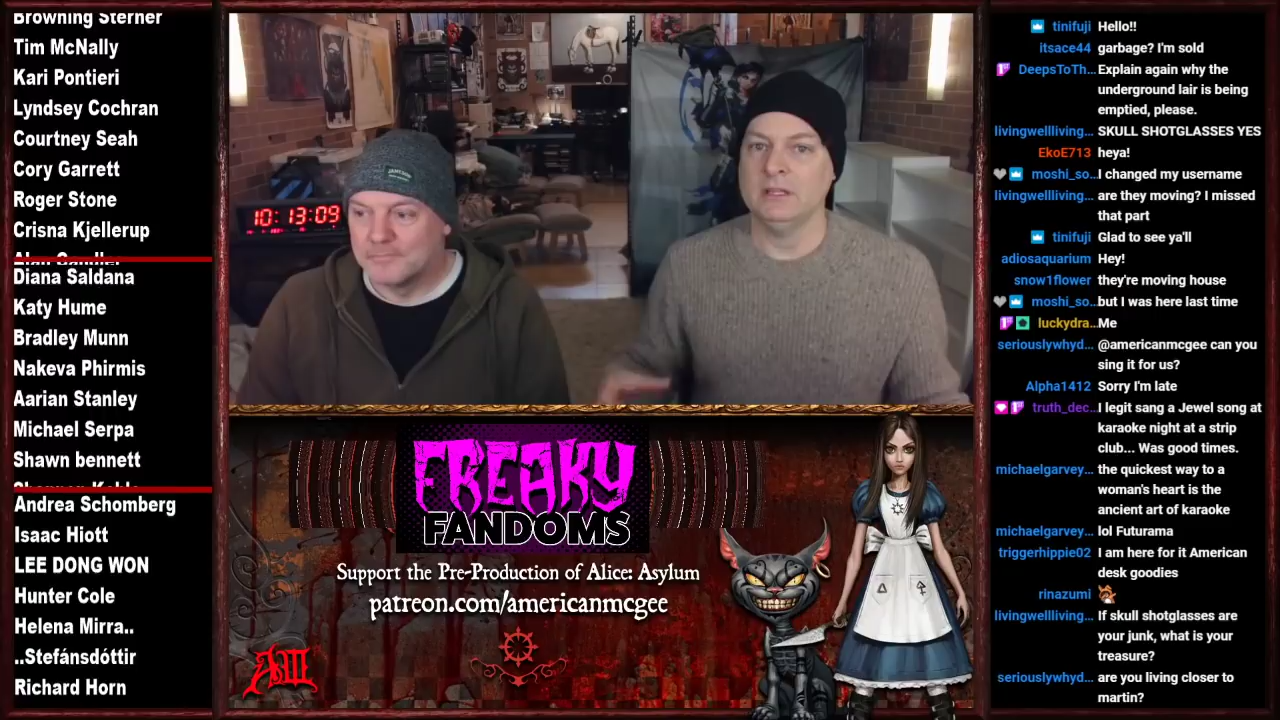 Browning Sterner
Tim McNally
Kari Pontieri
Lyndsey Cochran
Courtney Seah
Cory Garrett
Roger Stone
Crisna Kjellerup
Diana Saldana
Katy Hume
Bradley Munn
Nakeva Phirmis
Aarian Stanley
Michael Serpa
Shawn bennett
Andrea Schomberg
Isaac Hiott
LEE DONG WON
Hunter Cole
Helena Mirra..
..Stefánsdóttir
Richard Horn
JAMESON
10:13:09
FREAKY
FANDOMS
Support the Pre-Production of Alice: Asylum
patreon.com/americanmcgee
tinifuji Hello!!
itsace44 garbage? I'm sold
DeepsToTh... Explain again why the
underground lair is being
emptied, please.
livingwellliving... SKULL SHOTGLASSES YES
EkoE713 heya!
moshi_so... I changed my username
livingwellliving... are they moving? I missed
that part
tinifuji Glad to see ya'll
adiosaquarium Hey!
snow1flower they're moving house
moshi_so... but I was here last time
luckydra... Me
seriouslywhyd... @americanmcgee can you
sing it for us?
Alpha1412 Sorry I'm late
truth_dec... I legit sang a Jewel song at
karaoke night at a strip
club... Was good times.
michaelgarvey... the quickest way to a
woman's heart is the
ancient art of karaoke
michaelgarvey... lol Futurama
triggerhippie02 I am here for it American
desk goodies
rinazumi
livingwellliving... If skull shotglasses are
your junk, what is your
treasure?
seriouslywhyd... are you living closer to
martin?